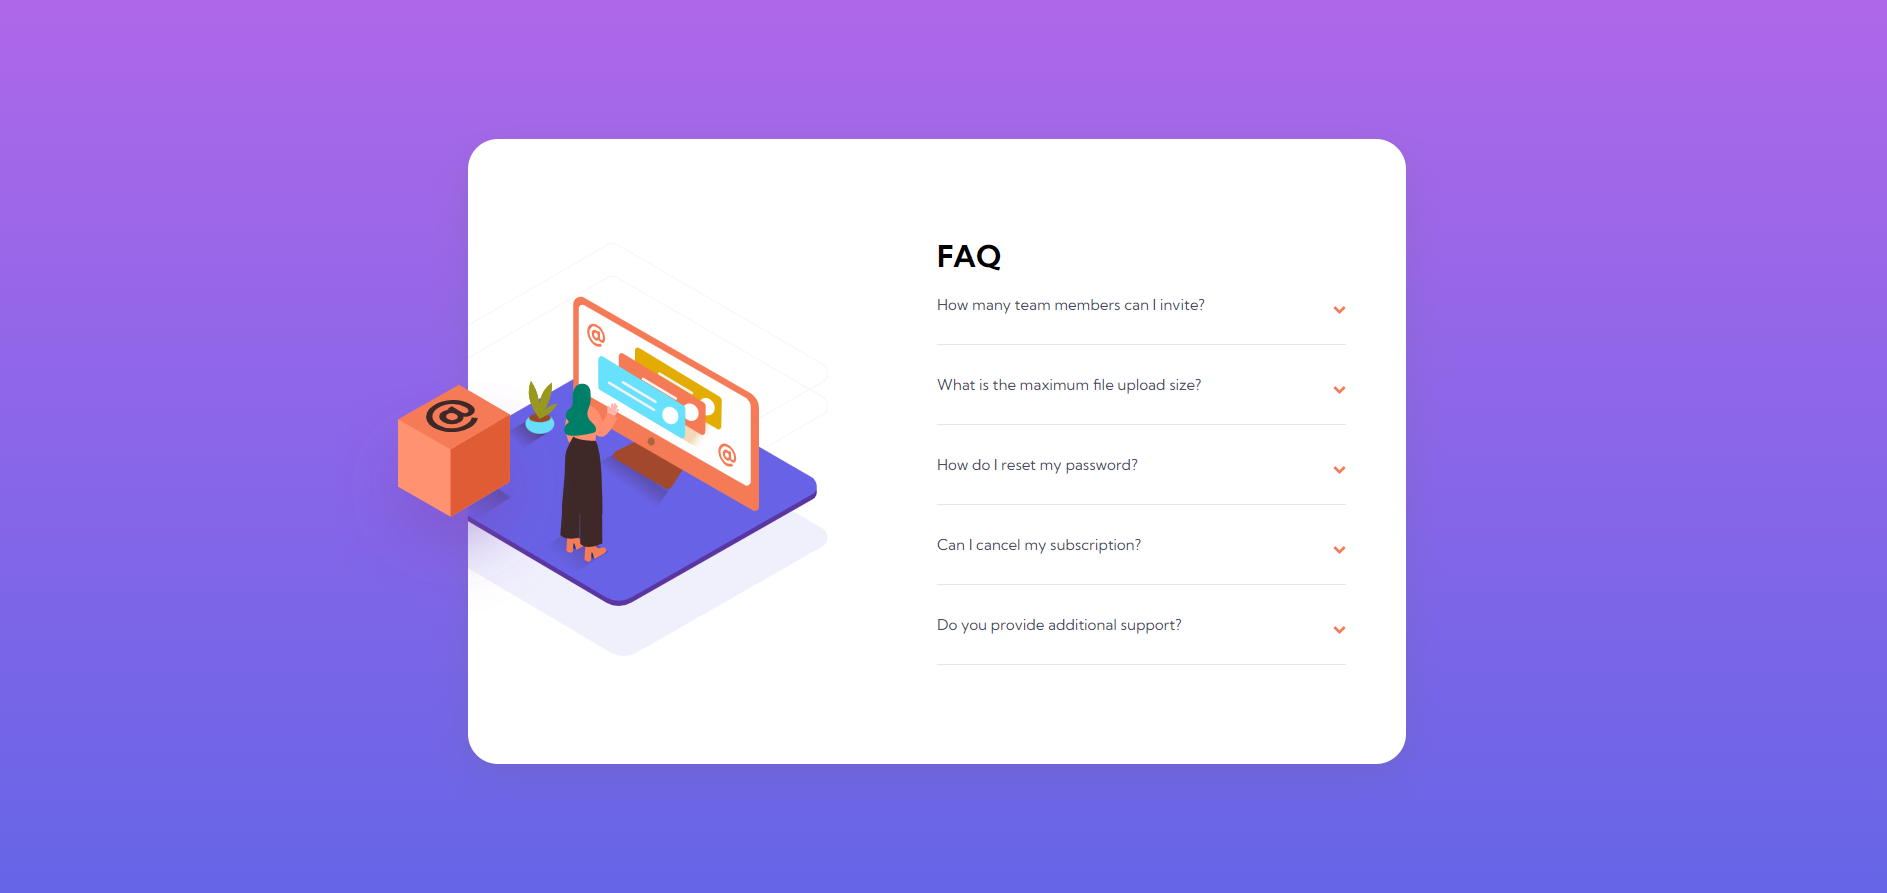 @
@
@
FAQ
How many team members can I invite?
What is the maximum file upload size?
How do I reset my password?
Can I cancel my subscription?
Do you provide additional support?